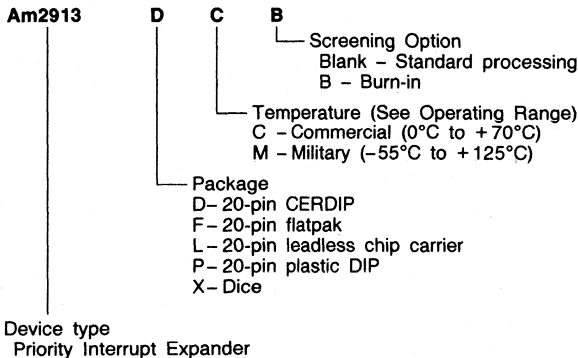 Am2913 D C B
Screening Option
Blank – Standard processing
B – Burn-in
Temperature (See Operating Range)
C – Commercial (0°C to +70°C)
M – Military (–55°C to +125°C)
Package
D – 20-pin CERDIP
F – 20-pin flatpak
L – 20-pin leadless chip carrier
P – 20-pin plastic DIP
X – Dice
Device type
Priority Interrupt Expander